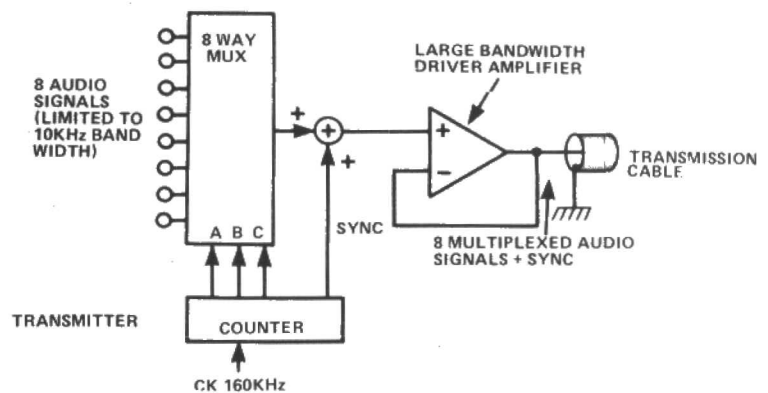 8 WAY
MUX
8 AUDIO
SIGNALS
(LIMITED TO
10KHz BAND
WIDTH)
+
+
+
A B C
SYNC
LARGE BANDWIDTH
DRIVER AMPLIFIER
+
−
TRANSMISSION
CABLE
8 MULTIPLEXED AUDIO
SIGNALS + SYNC
TRANSMITTER
COUNTER
CK 160KHz